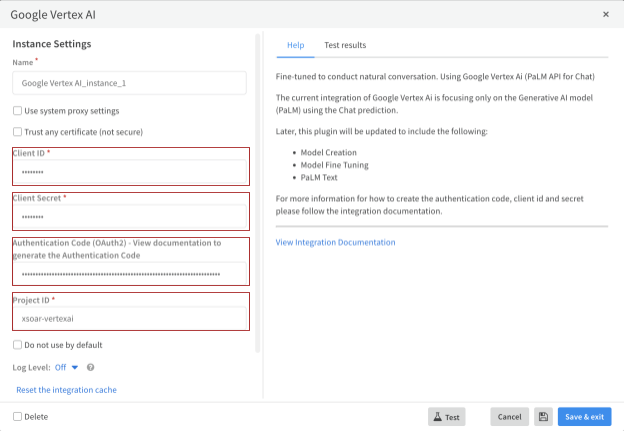 Google Vertex AI
×
Instance Settings
Name *
Google Vertex AI_instance_1
Use system proxy settings
Trust any certificate (not secure)
Client ID *
••••••••
Client Secret *
••••••••
Authentication Code (OAuth2) - View documentation to
generate the Authentication Code
Project ID *
xsoar-vertexai
Do not use by default
Log Level: Off
Reset the integration cache
Help
Test results
Fine-tuned to conduct natural conversation. Using Google Vertex Ai (PaLM API for Chat)
The current integration of Google Vertex Ai is focusing only on the Generative AI model
(PaLM) using the Chat prediction.
Later, this plugin will be updated to include the following:
• Model Creation
• Model Fine Tuning
• PaLM Text
For more information for how to create the authentication code, client id and secret
please follow the integration documentation.
View Integration Documentation
Delete
Test
Cancel
Save & exit